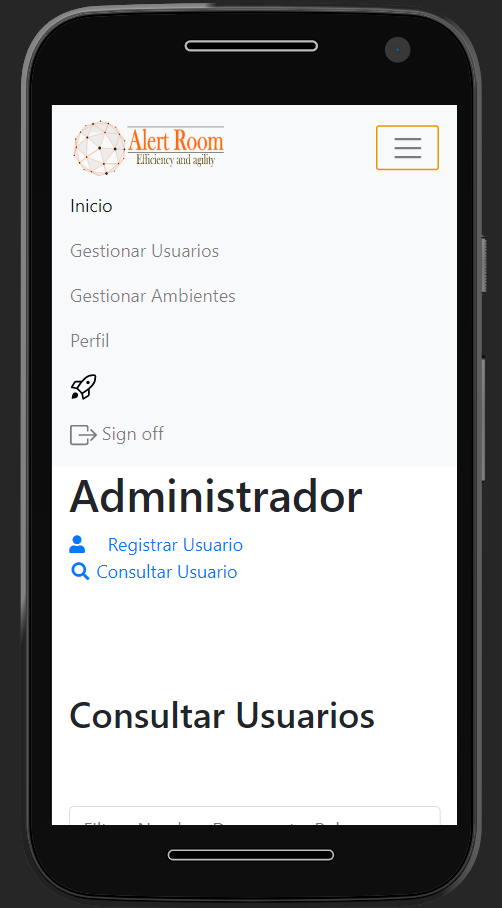 Alert Room
Efficiency and agility
Inicio
Gestionar Usuarios
Gestionar Ambientes
Perfil
Sign off
Administrador
Registrar Usuario
Consultar Usuario
Consultar Usuarios